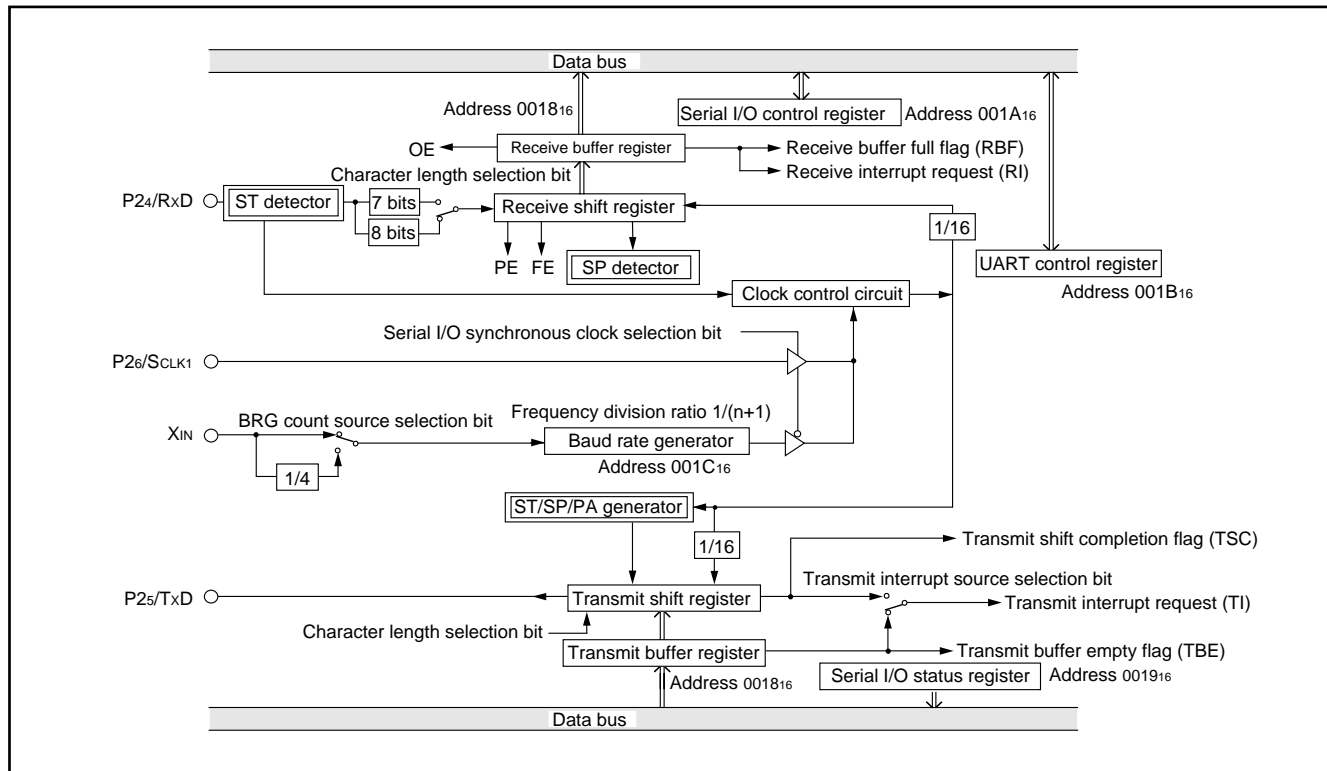 Data bus
Address 0018₁₆
Serial I/O control register
Address 001A₁₆
OE
Receive buffer register
Receive buffer full flag (RBF)
Receive interrupt request (RI)
Character length selection bit
P2₄/RxD
ST detector
7 bits
8 bits
Receive shift register
1/16
PE
FE
SP detector
UART control register
Address 001B₁₆
Clock control circuit
Serial I/O synchronous clock selection bit
P2₆/SCLK1
BRG count source selection bit
Frequency division ratio 1/(n+1)
XIN
Baud rate generator
Address 001C₁₆
1/4
ST/SP/PA generator
1/16
Transmit shift completion flag (TSC)
Transmit interrupt source selection bit
P2₅/TxD
Transmit shift register
Transmit interrupt request (TI)
Character length selection bit
Transmit buffer register
Transmit buffer empty flag (TBE)
Address 0018₁₆
Serial I/O status register
Address 0019₁₆
Data bus